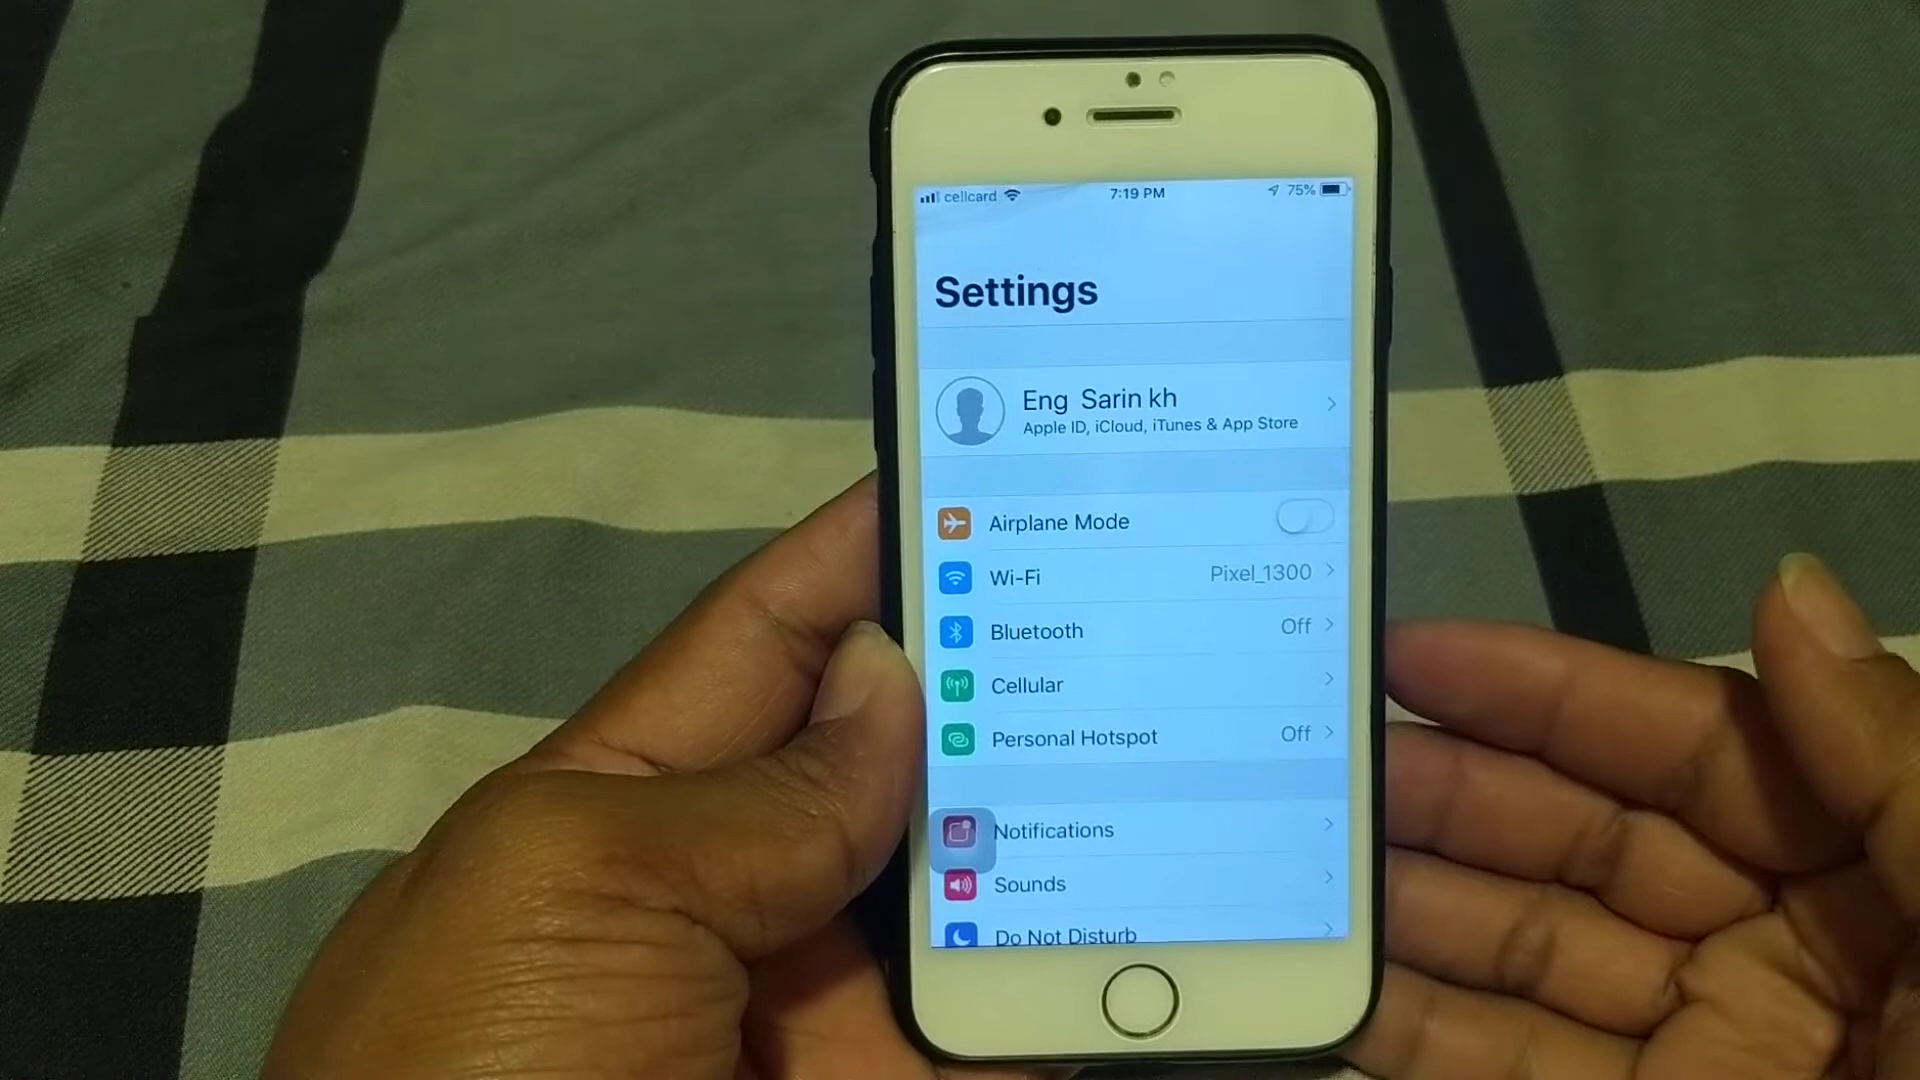 cellcard 7:19 PM 75%
Settings
Eng Sarin kh
Apple ID, iCloud, iTunes & App Store
Airplane Mode
Wi-Fi Pixel_1300
Bluetooth Off
Cellular
Personal Hotspot Off
Notifications
Sounds
Do Not Disturb